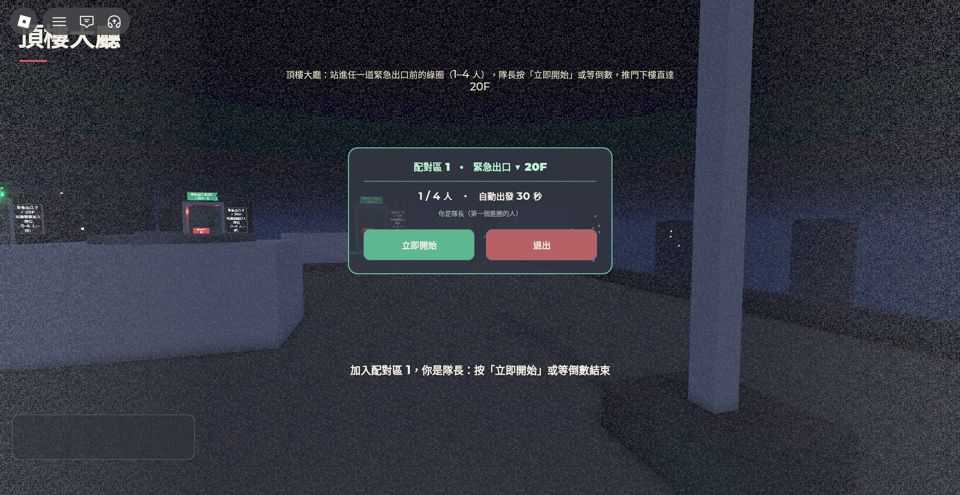 頂樓大廳
頂樓大廳：站進任一道緊急出口前的綠圈（1–4 人），隊長按「立即開始」或等倒數，推門下樓直達
20F
配對區 1 • 緊急出口 ▼ 20F
1 / 4 人 • 自動出發 30 秒
你是隊長（第一個進圈的人）
立即開始
退出
加入配對區 1，你是隊長：按「立即開始」或等倒數結束